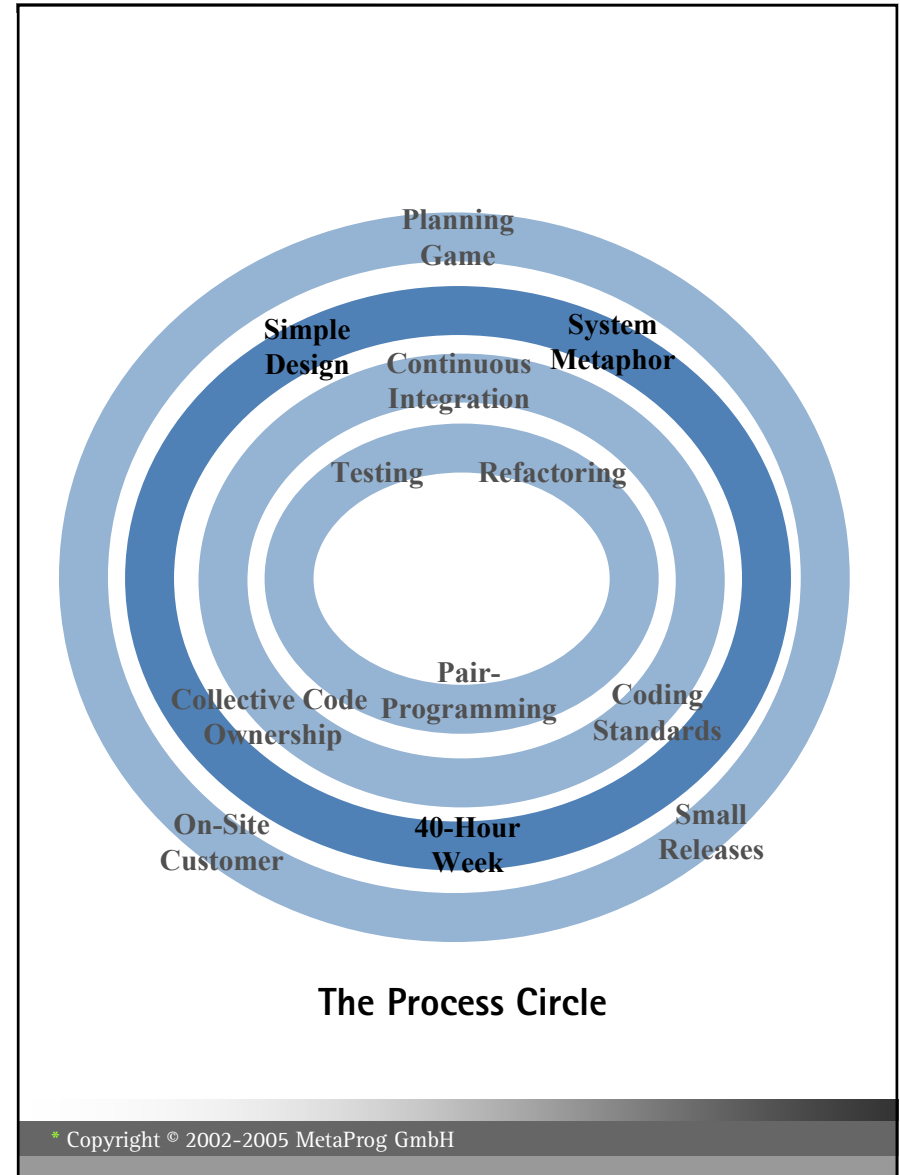 Planning
Game
Simple
Design
System
Metaphor
Continuous
Integration
Testing
Refactoring
Pair-
Programming
Collective Code
Ownership
Coding
Standards
On-Site
Customer
40-Hour
Week
Small
Releases
The Process Circle
* Copyright © 2002-2005 MetaProg GmbH